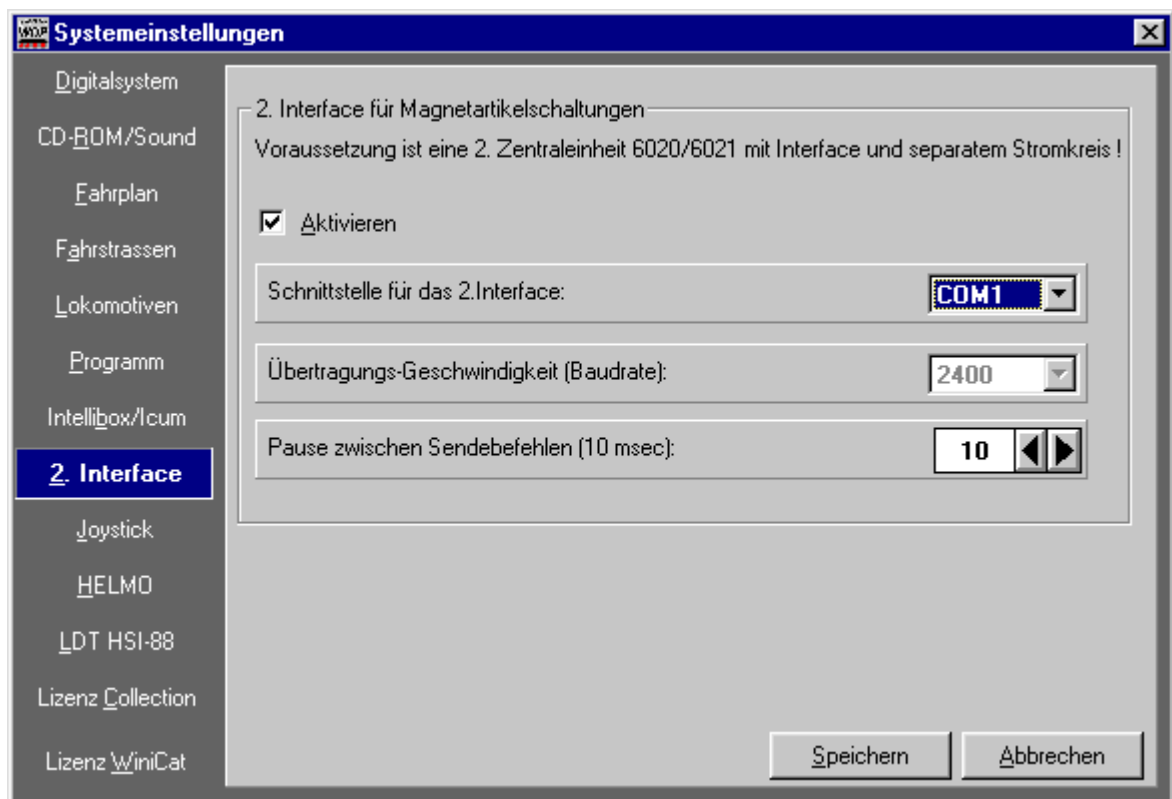 Systemeinstellungen
Digitalsystem
CD-ROM/Sound
Fahrplan
Fahrstrassen
Lokomotiven
Programm
Intellibox/Icum
2. Interface
Joystick
HELMO
LDT HSI-88
Lizenz Collection
Lizenz WiniCat
2. Interface für Magnetartikelschaltungen
Voraussetzung ist eine 2. Zentraleinheit 6020/6021 mit Interface und separatem Stromkreis !
Aktivieren
Schnittstelle für das 2.Interface: COM1
Übertragungs-Geschwindigkeit (Baudrate): 2400
Pause zwischen Sendebefehlen (10 msec): 10
Speichern Abbrechen